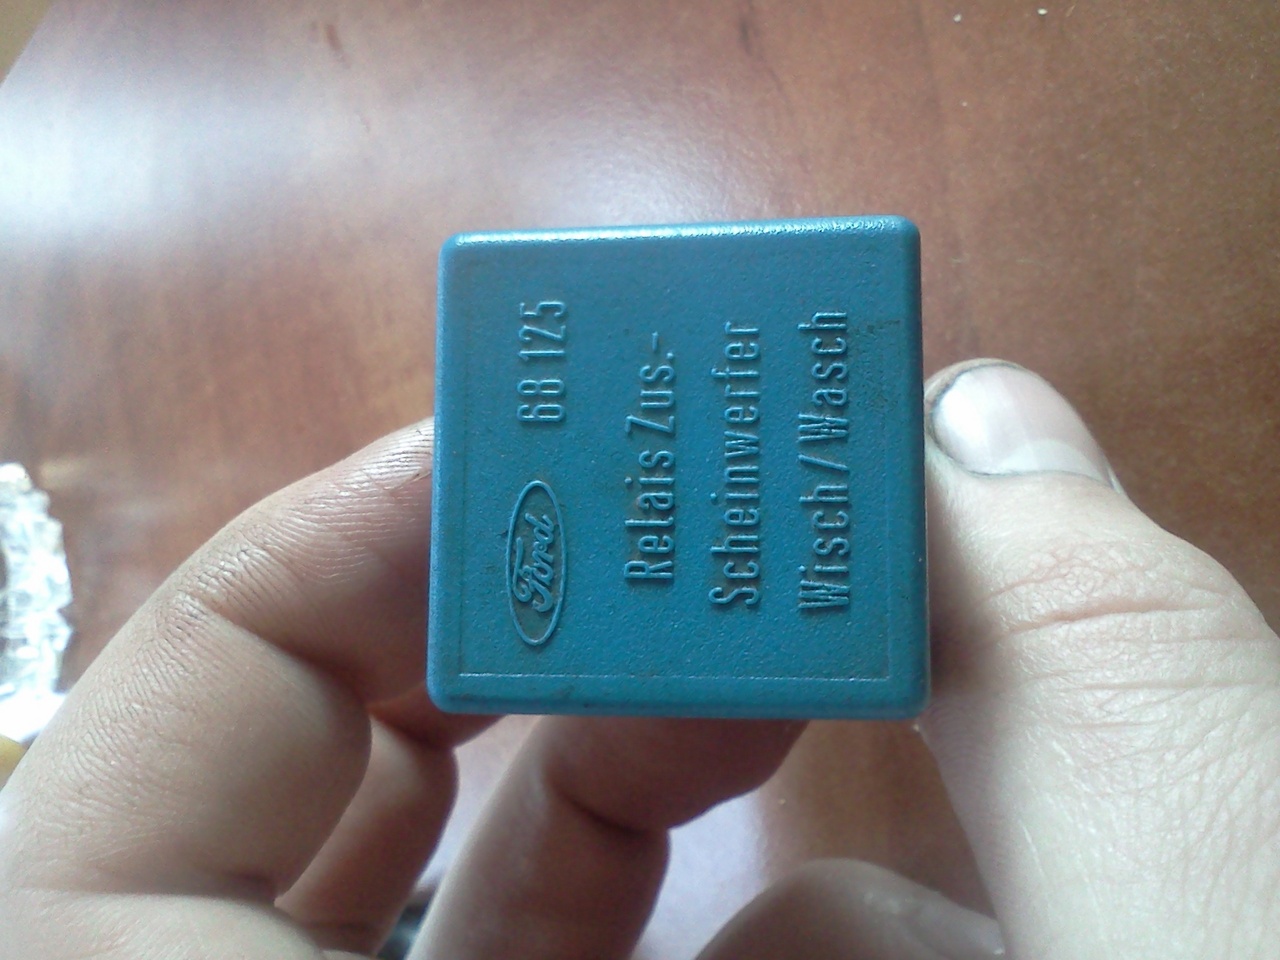 Ford 68 125
Relais Zus.-
Scheinwerfer
Wisch/Wasch